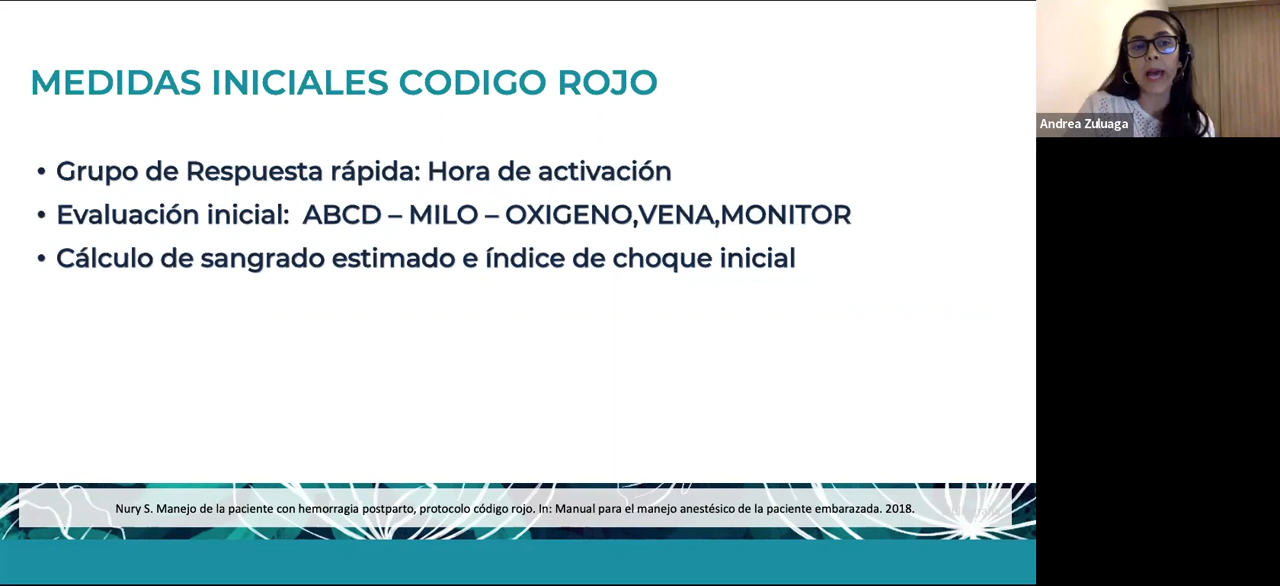 MEDIDAS INICIALES CODIGO ROJO
• Grupo de Respuesta rápida: Hora de activación
• Evaluación inicial: ABCD – MILO – OXIGENO,VENA,MONITOR
• Cálculo de sangrado estimado e índice de choque inicial
Nury S. Manejo de la paciente con hemorragia postparto, protocolo código rojo. In: Manual para el manejo anestésico de la paciente embarazada. 2018.
Andrea Zuluaga